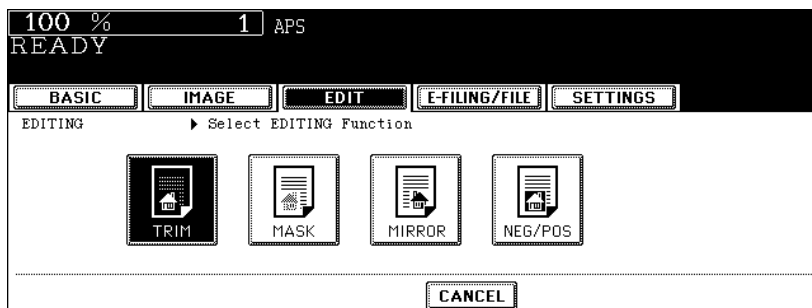 100 % 1 APS
READY
BASIC IMAGE EDIT E-FILING/FILE SETTINGS
EDITING ▶ Select EDITING Function
TRIM MASK MIRROR NEG/POS
CANCEL